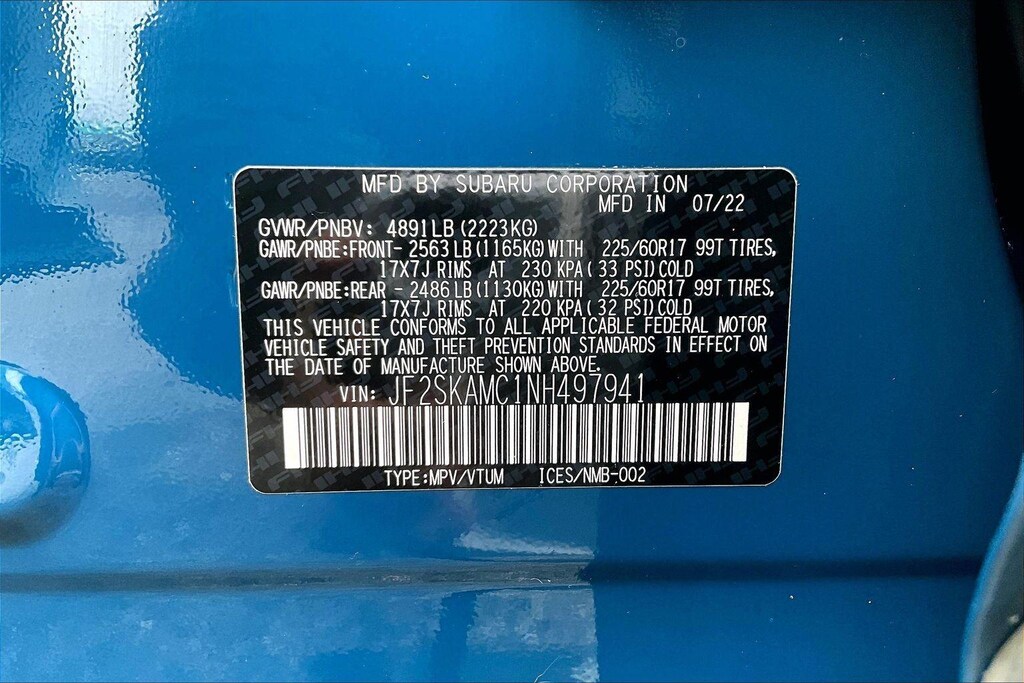 MFD BY SUBARU CORPORATION
MFD IN 07/22
GVWR/PNBV: 4891LB(2223KG)
GAWR/PNBE:FRONT- 2563LB(1165KG)WITH 225/60R17 99T TIRES,
17X7J RIMS AT 230 KPA( 33 PSI)COLD
GAWR/PNBE:REAR - 2486LB(1130KG)WITH 225/60R17 99T TIRES,
17X7J RIMS AT 220 KPA( 32 PSI)COLD
THIS VEHICLE CONFORMS TO ALL APPLICABLE FEDERAL MOTOR
VEHICLE SAFETY AND THEFT PREVENTION STANDARDS IN EFFECT ON
THE DATE OF MANUFACTURE SHOWN ABOVE.
VIN: JF2SKAMC1NH497941
TYPE:MPV/VTUM ICES/NMB-002